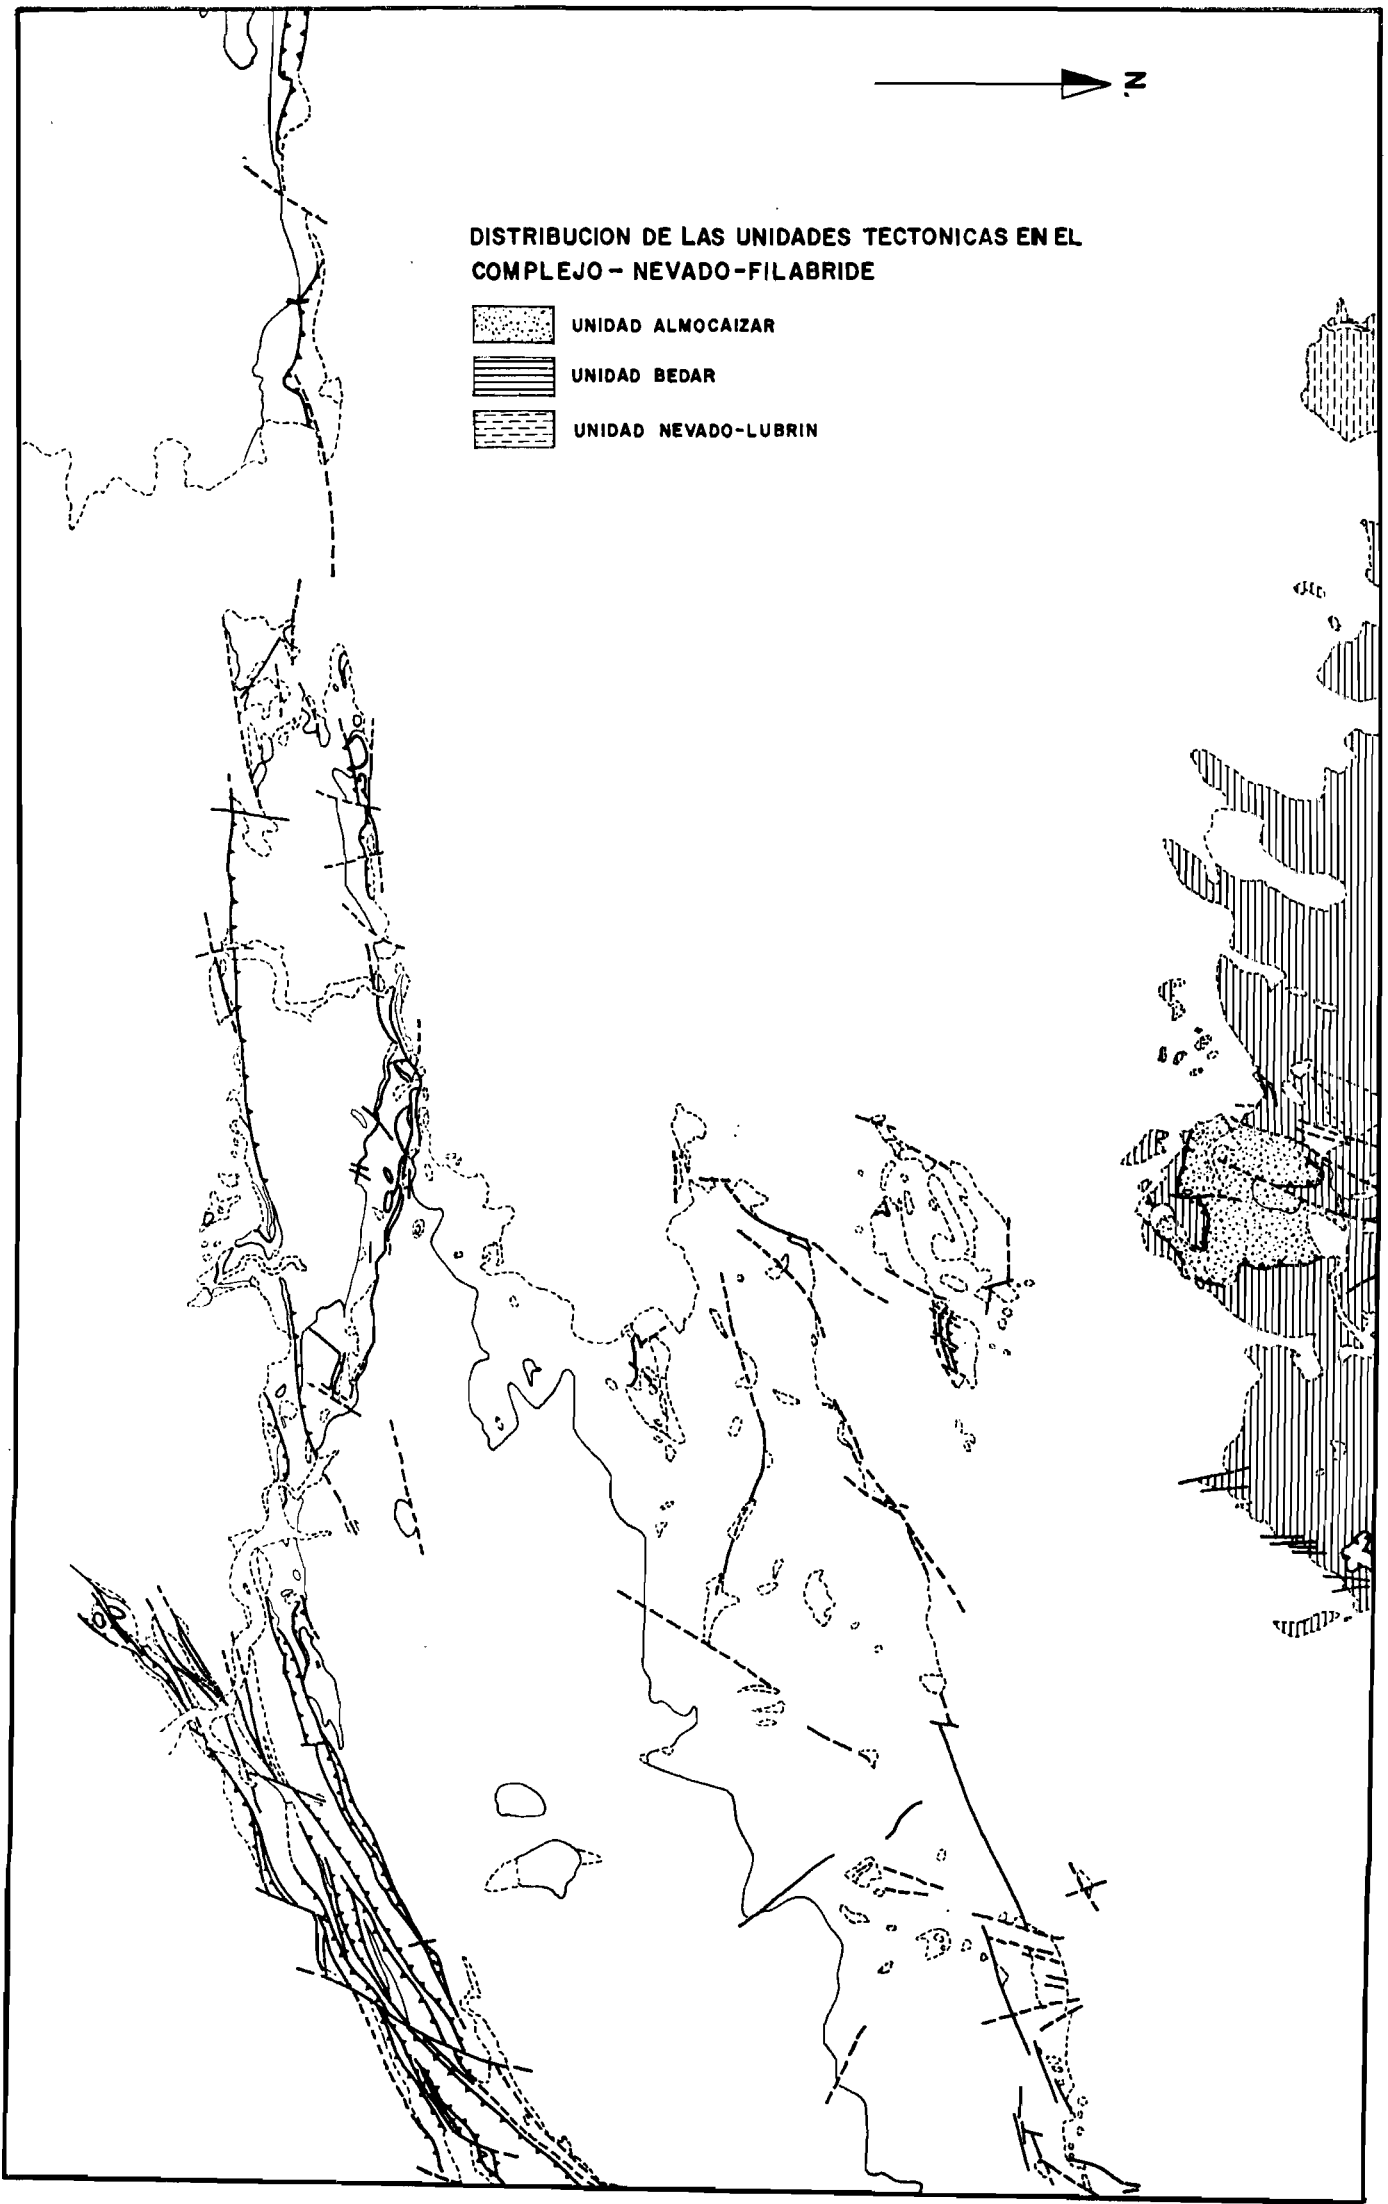 N.
DISTRIBUCION DE LAS UNIDADES TECTONICAS EN EL
COMPLEJO - NEVADO - FILABRIDE
UNIDAD ALMOCAIZAR
UNIDAD BEDAR
UNIDAD NEVADO-LUBRIN